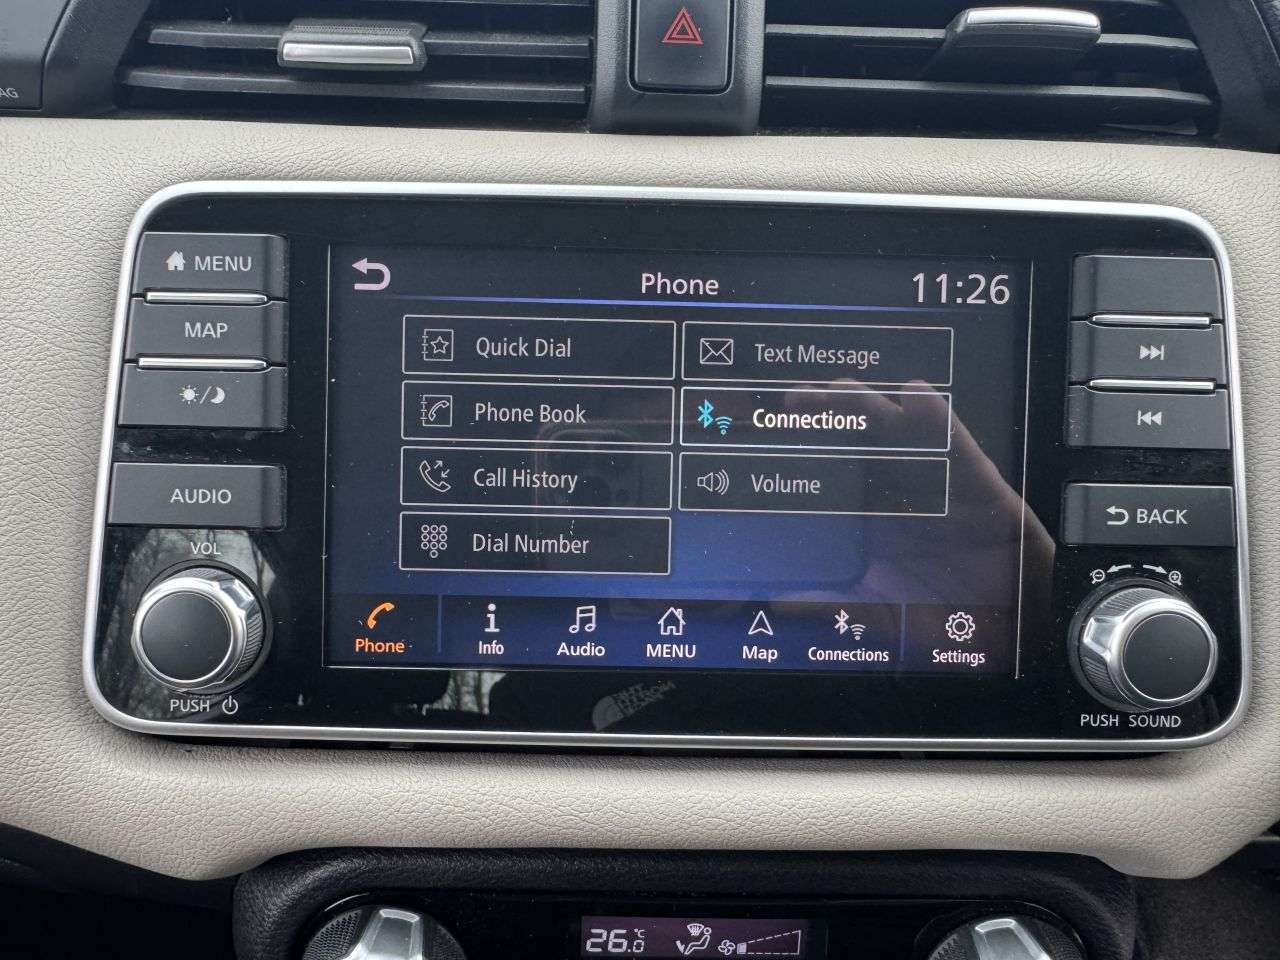 AG
MENU
MAP
AUDIO
VOL
PUSH
Phone
11:26
Quick Dial
Text Message
Phone Book
Connections
Call History
Volume
Dial Number
Phone
Info
Audio
MENU
Map
Connections
Settings
BACK
PUSH SOUND
26.0 °C